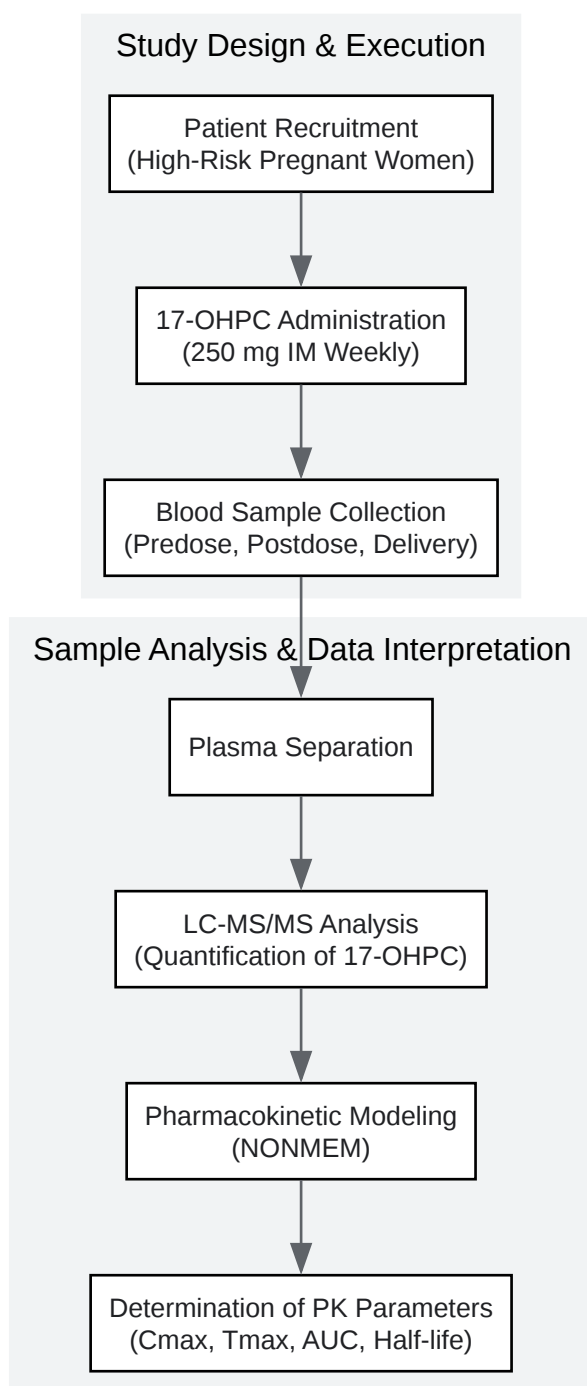 Study Design & Execution
Patient Recruitment
(High-Risk Pregnant Women)
17-OHPC Administration
(250 mg IM Weekly)
Blood Sample Collection
(Predose, Postdose, Delivery)
Sample Analysis & Data Interpretation
Plasma Separation
LC-MS/MS Analysis
(Quantification of 17-OHPC)
Pharmacokinetic Modeling
(NONMEM)
Determination of PK Parameters
(Cmax, Tmax, AUC, Half-life)